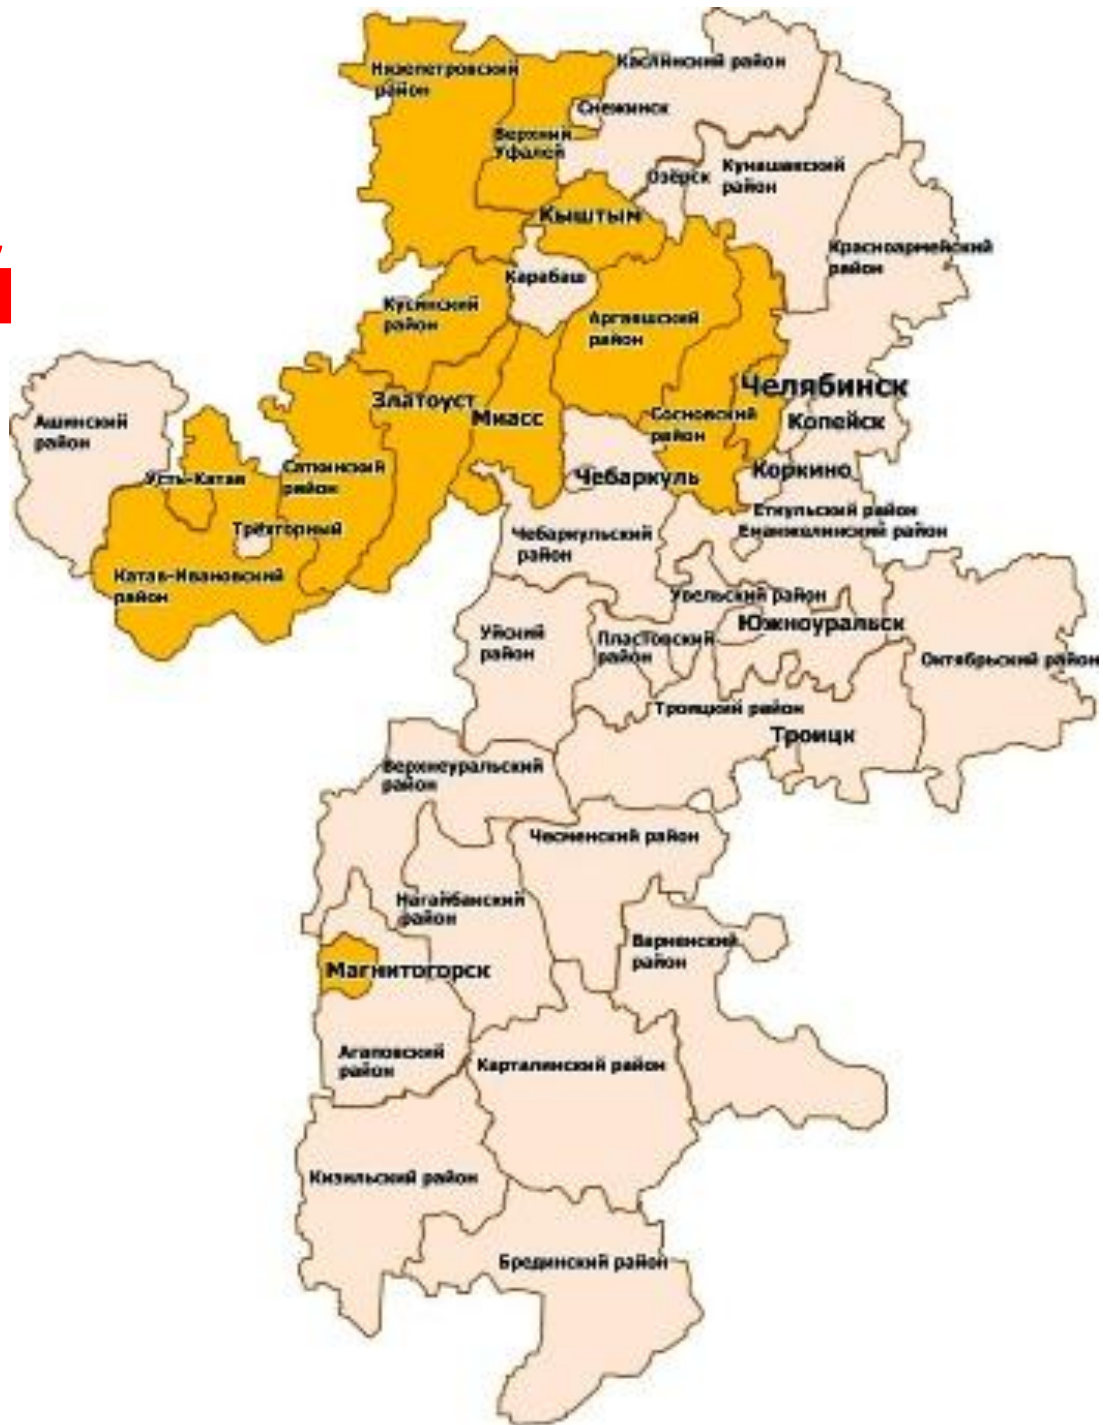 Каслинский район
Нязепетровский
район
Снежинск
Верхний
Уфалей
Кунашакский
район
Озёрск
Кыштым
Красноармейский
район
Карабаш
Кусинский
район
Аргаяшский
район
Челябинск
Златоуст
Миасс
Сосновский
район
Копейск
Ашинский
район
Усть-Катав
Саткинский
район
Чебаркуль
Коркино
Еткульский район
Еманжелинский район
Трёхгорный
Чебаркульский
район
Катав-Ивановский
район
Увельский район
Южноуральск
Уйский
район
Пластовский
район
Октябрьский район
Троицкий район
Троицк
Верхнеуральский
район
Чесменский район
Нагайбакский
район
Варненский
район
Магнитогорск
Агаповский
район
Карталинский район
Кизильский район
Брединский район